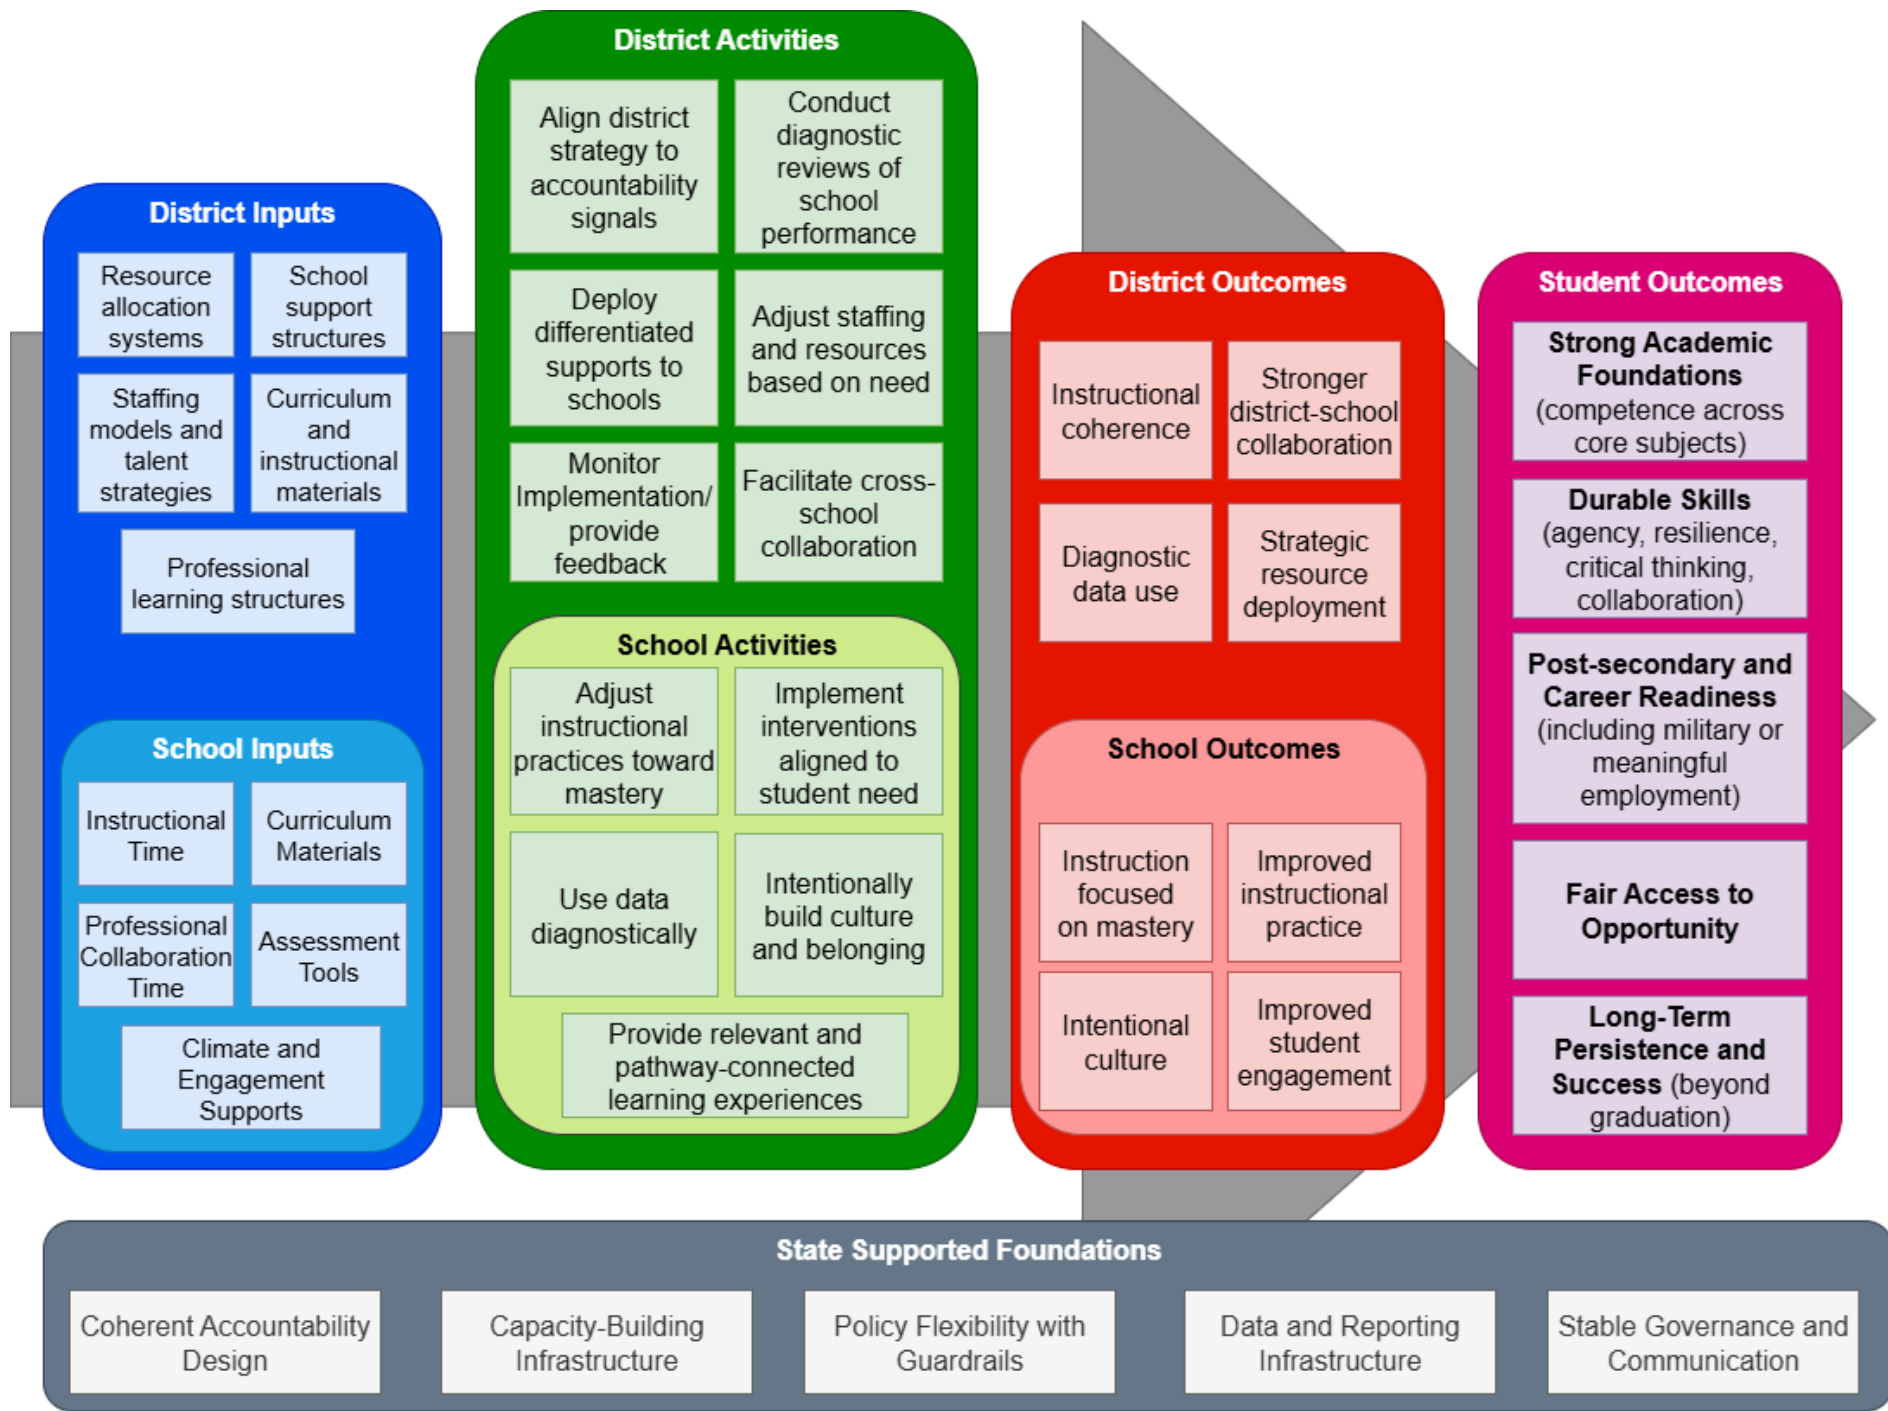 District Inputs
Resource
allocation
systems
School
support
structures
Staffing
models and
talent
strategies
Curriculum
and
instructional
materials
Professional
learning structures
School Inputs
Instructional
Time
Curriculum
Materials
Professional
Collaboration
Time
Assessment
Tools
Climate and
Engagement
Supports
District Activities
Align district
strategy to
accountability
signals
Conduct
diagnostic
reviews of
school
performance
Deploy
differentiated
supports to
schools
Adjust staffing
and resources
based on need
Monitor
Implementation/
provide
feedback
Facilitate cross-
school
collaboration
School Activities
Adjust
instructional
practices toward
mastery
Implement
interventions
aligned to
student need
Use data
diagnostically
Intentionally
build culture
and belonging
Provide relevant and
pathway-connected
learning experiences
District Outcomes
Instructional
coherence
Stronger
district-school
collaboration
Diagnostic
data use
Strategic
resource
deployment
School Outcomes
Instruction
focused
on mastery
Improved
instructional
practice
Intentional
culture
Improved
student
engagement
Student Outcomes
Strong Academic
Foundations
(competence across
core subjects)
Durable Skills
(agency, resilience,
critical thinking,
collaboration)
Post-secondary and
Career Readiness
(including military or
meaningful
employment)
Fair Access to
Opportunity
Long-Term
Persistence and
Success (beyond
graduation)
State Supported Foundations
Coherent Accountability
Design
Capacity-Building
Infrastructure
Policy Flexibility with
Guardrails
Data and Reporting
Infrastructure
Stable Governance and
Communication